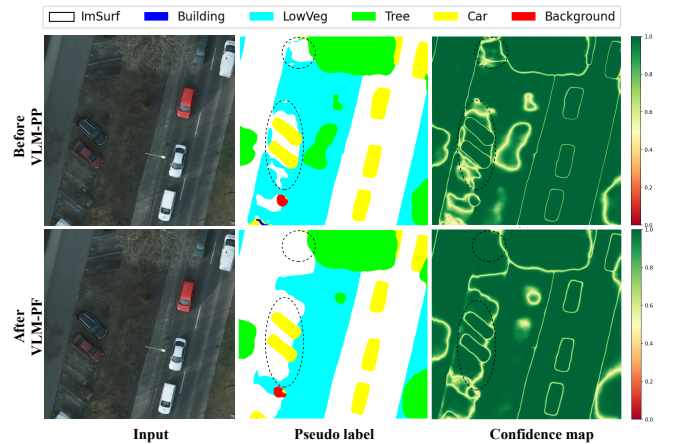 ImSurf Building LowVeg Tree Car Background
Before
VLM-PP
1.0
0.8
0.6
0.4
0.2
0.0
After
VLM-PF
1.0
0.8
0.6
0.4
0.2
0.0
Input Pseudo label Confidence map